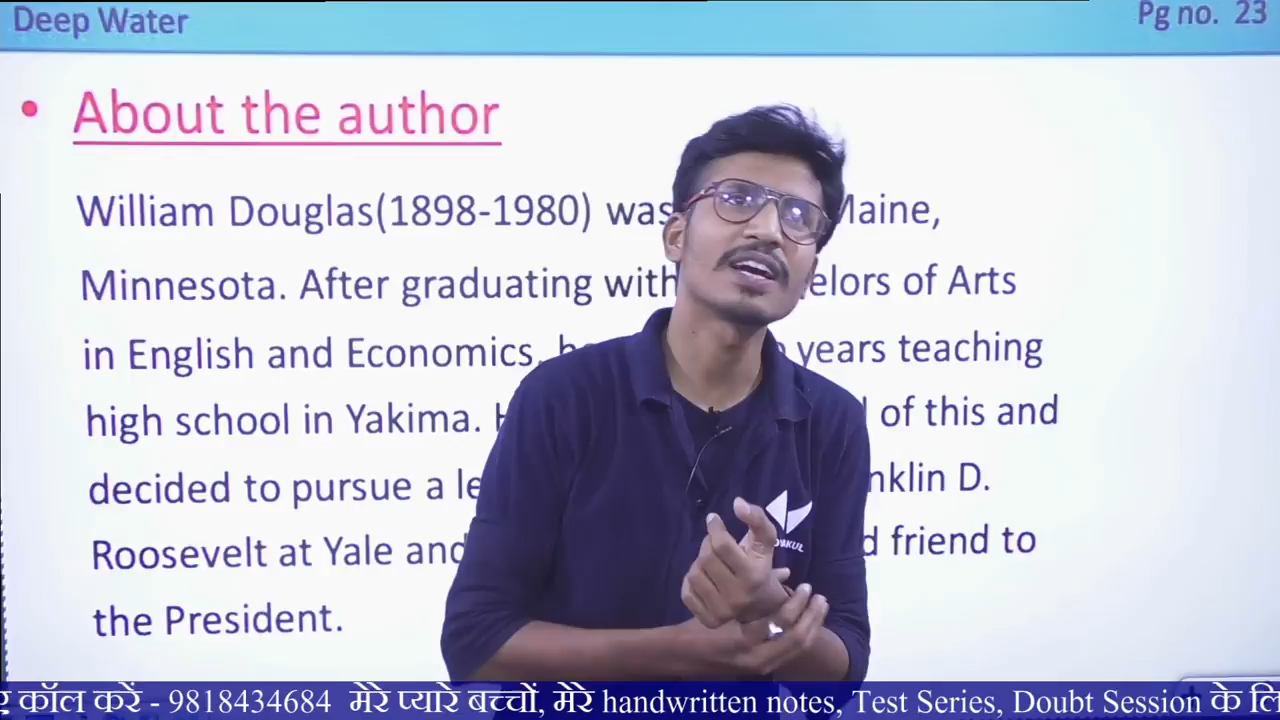 Deep Water
Pg no. 23
• About the author
William Douglas(1898-1980) was Maine,
Minnesota. After graduating with of Arts
in English and Economics, years teaching
high school in Yakima. of this and
decided to pursue a D.
Roosevelt at Yale and friend to
the President.
कॉल करें - 9818434684 मेरे प्यारे बच्चों, मेरे handwritten notes, Test Series, Doubt Session के